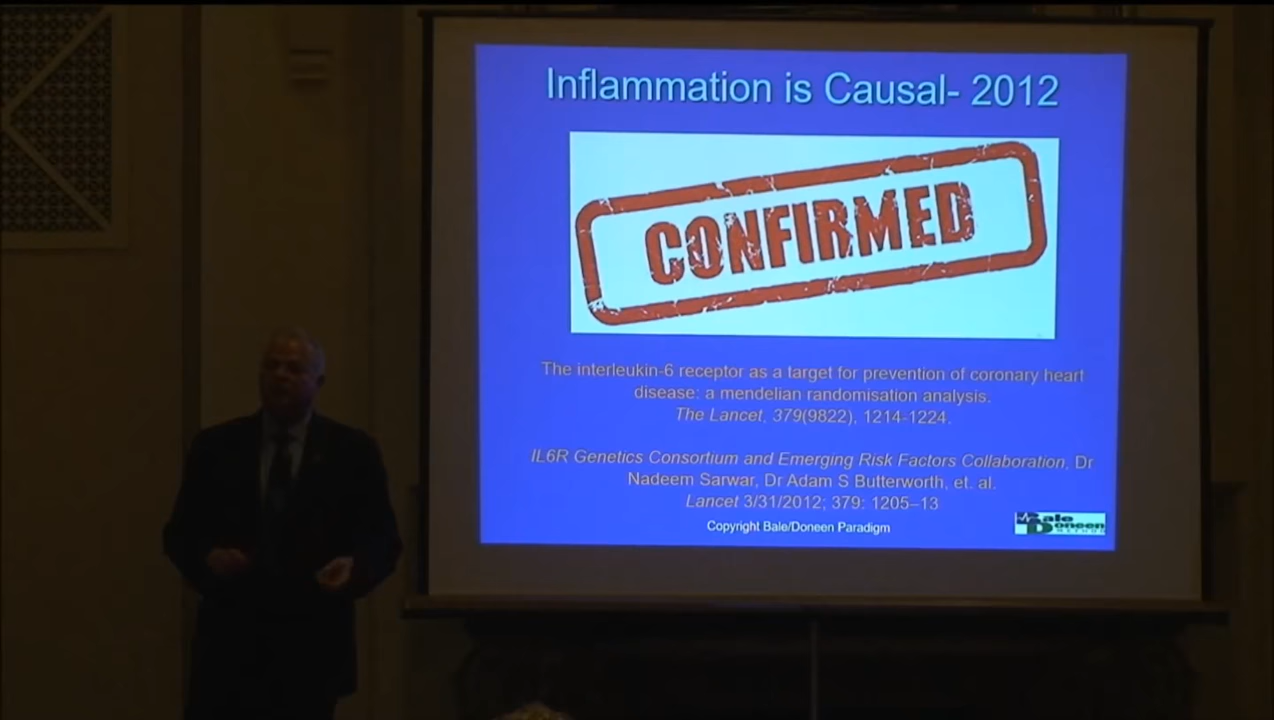 Inflammation is Causal- 2012
CONFIRMED
The interleukin-6 receptor as a target for prevention of coronary heart
disease: a mendelian randomisation analysis.
The Lancet, 379(9822), 1214-1224.
IL6R Genetics Consortium and Emerging Risk Factors Collaboration, Dr
Nadeem Sarwar, Dr Adam S Butterworth, et. al.
Lancet 3/31/2012; 379: 1205–13
Copyright Bale/Doneen Paradigm
Bale
Doneen